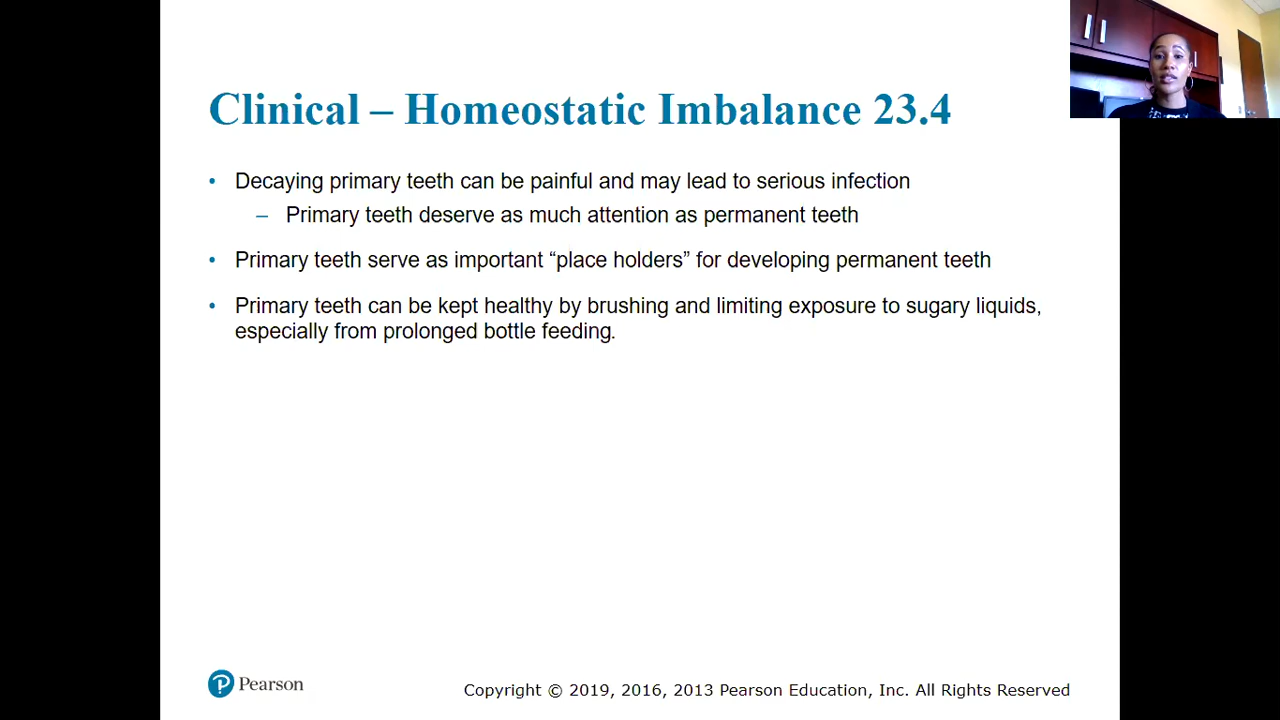 Clinical – Homeostatic Imbalance 23.4
• Decaying primary teeth can be painful and may lead to serious infection
– Primary teeth deserve as much attention as permanent teeth
• Primary teeth serve as important “place holders” for developing permanent teeth
• Primary teeth can be kept healthy by brushing and limiting exposure to sugary liquids,
especially from prolonged bottle feeding.
Pearson
Copyright © 2019, 2016, 2013 Pearson Education, Inc. All Rights Reserved